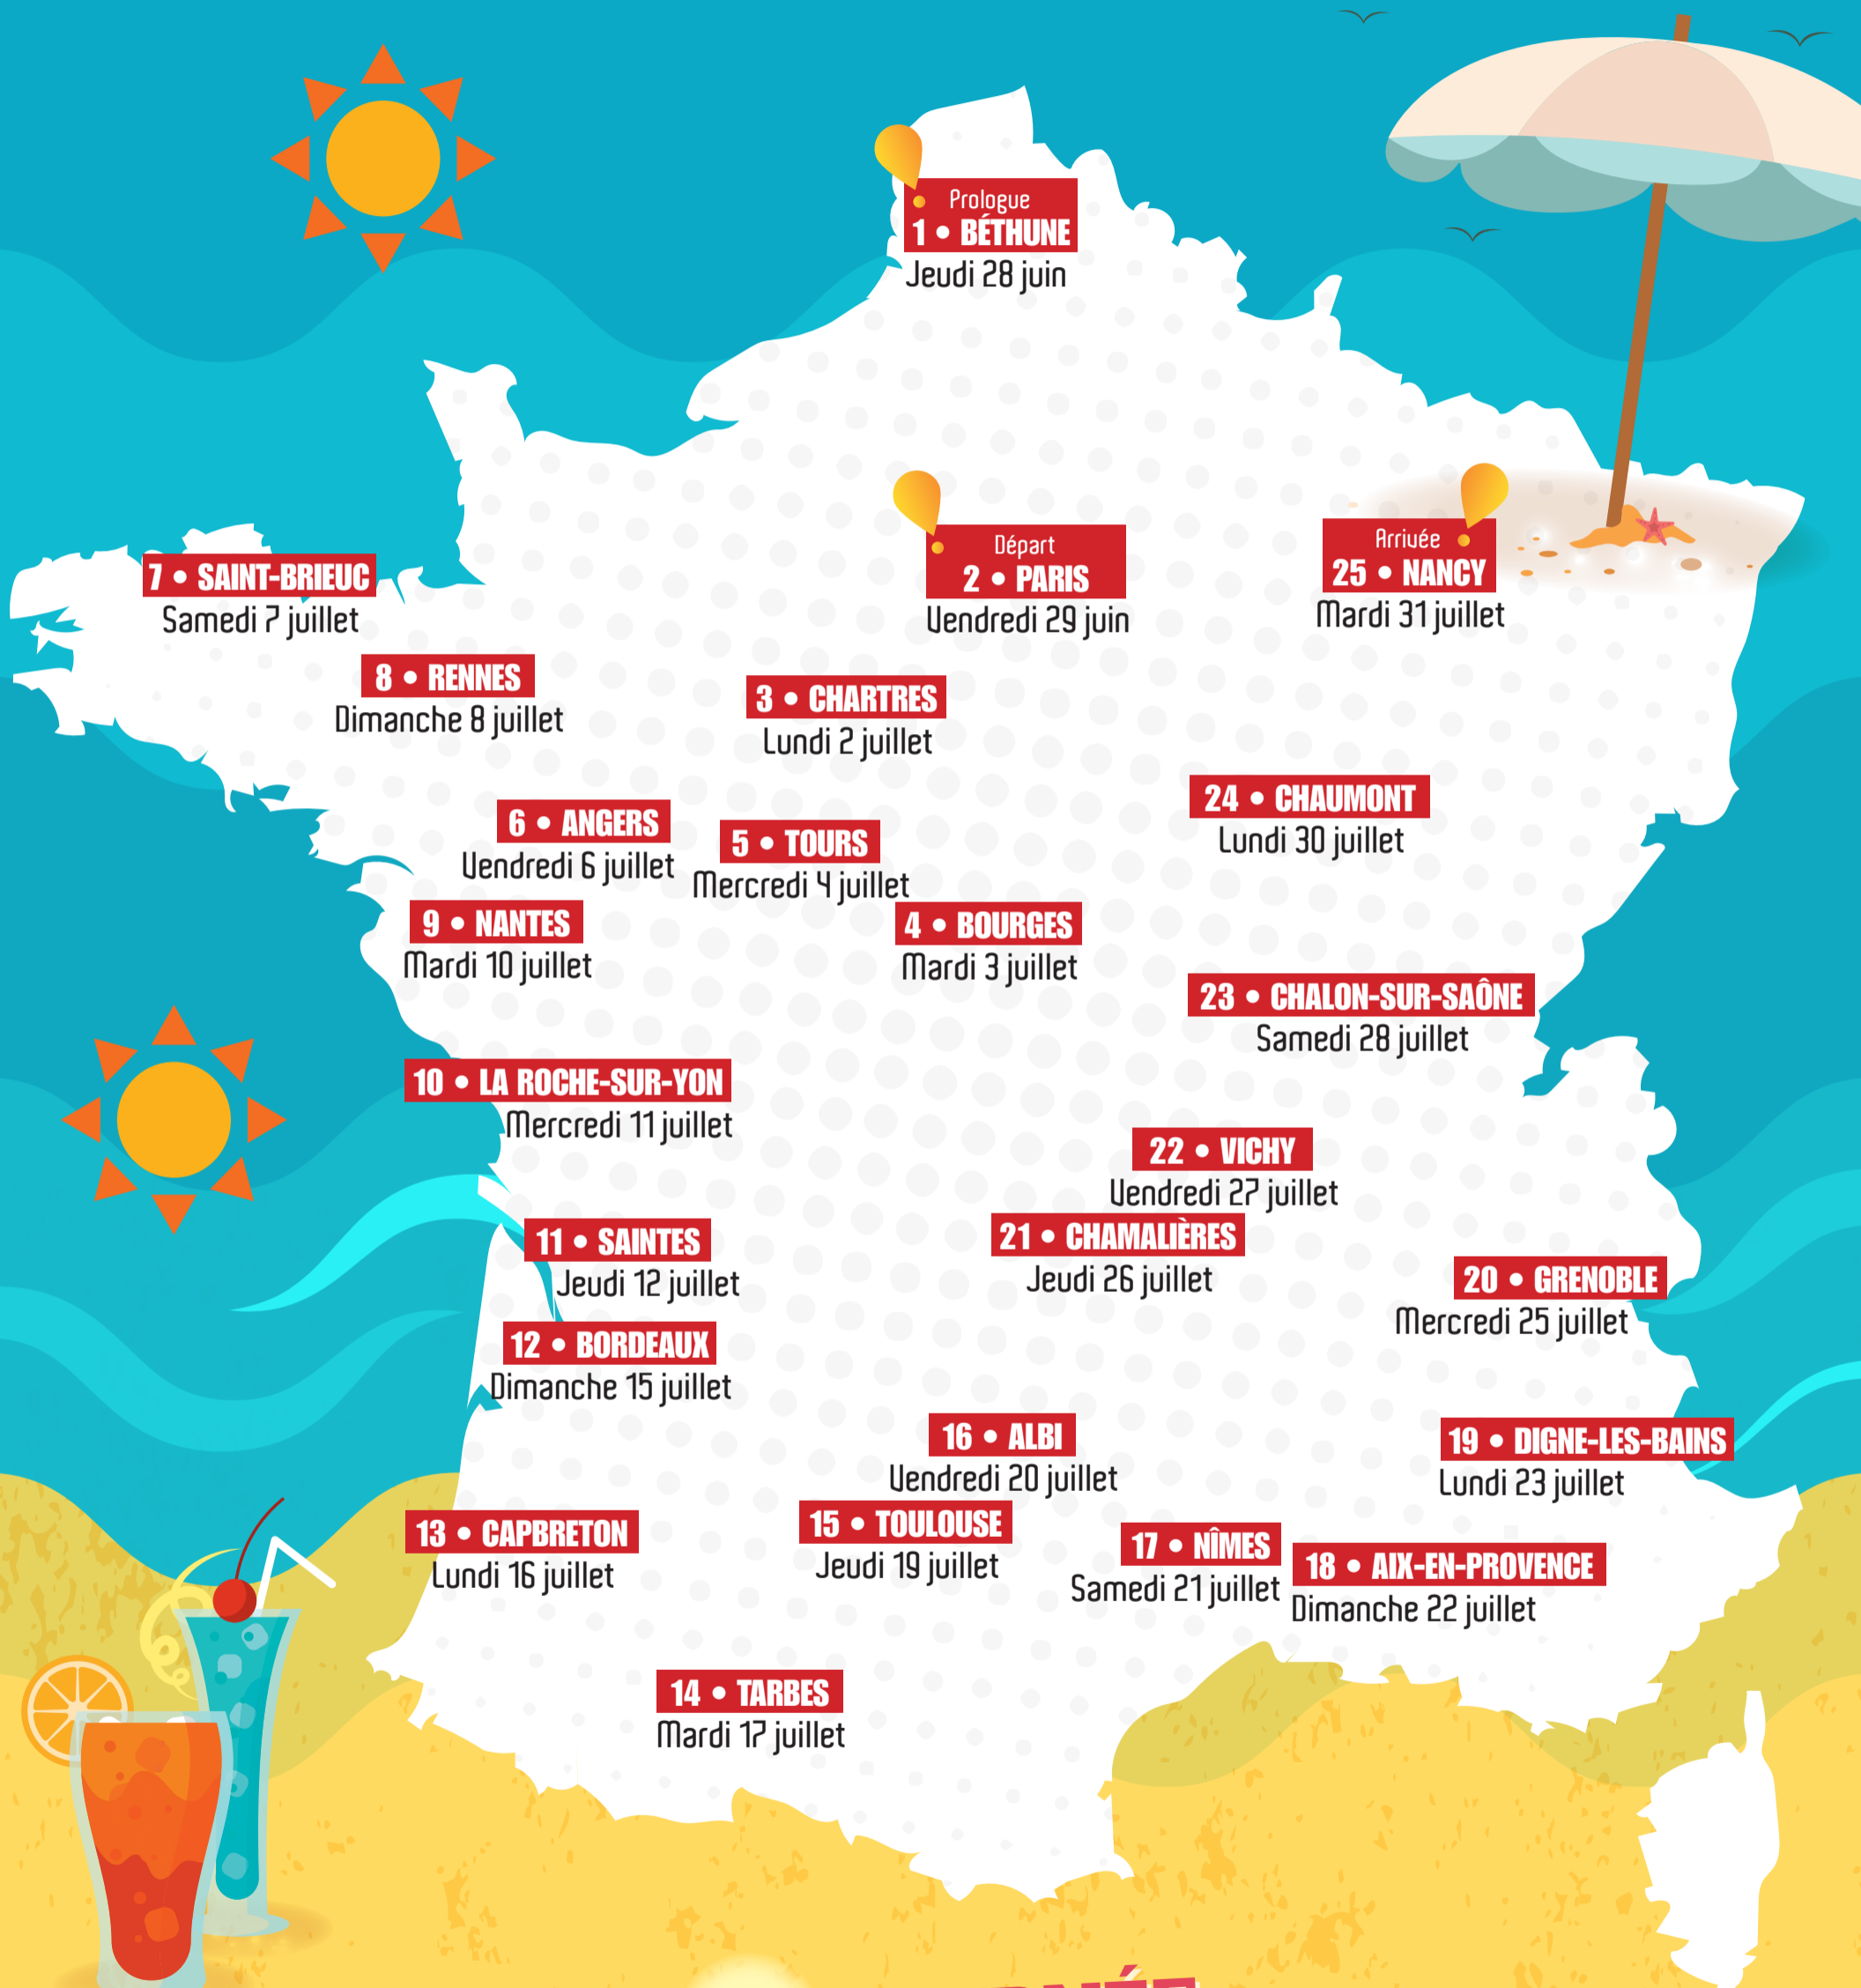 Prologue
1 • BÉTHUNE
Jeudi 28 juin
Départ
2 • PARIS
Vendredi 29 juin
Arrivée
25 • NANCY
Mardi 31 juillet
7 • SAINT-BRIEUC
Samedi 7 juillet
8 • RENNES
Dimanche 8 juillet
3 • CHARTRES
Lundi 2 juillet
24 • CHAUMONT
Lundi 30 juillet
6 • ANGERS
Vendredi 6 juillet
5 • TOURS
Mercredi 4 juillet
9 • NANTES
Mardi 10 juillet
4 • BOURGES
Mardi 3 juillet
23 • CHALON-SUR-SAÔNE
Samedi 28 juillet
10 • LA ROCHE-SUR-YON
Mercredi 11 juillet
22 • VICHY
Vendredi 27 juillet
11 • SAINTES
Jeudi 12 juillet
21 • CHAMALIÈRES
Jeudi 26 juillet
20 • GRENOBLE
Mercredi 25 juillet
12 • BORDEAUX
Dimanche 15 juillet
16 • ALBI
Vendredi 20 juillet
19 • DIGNE-LES-BAINS
Lundi 23 juillet
13 • CAPBRETON
Lundi 16 juillet
15 • TOULOUSE
Jeudi 19 juillet
17 • NÎMES
Samedi 21 juillet
18 • AIX-EN-PROVENCE
Dimanche 22 juillet
14 • TARBES
Mardi 17 juillet